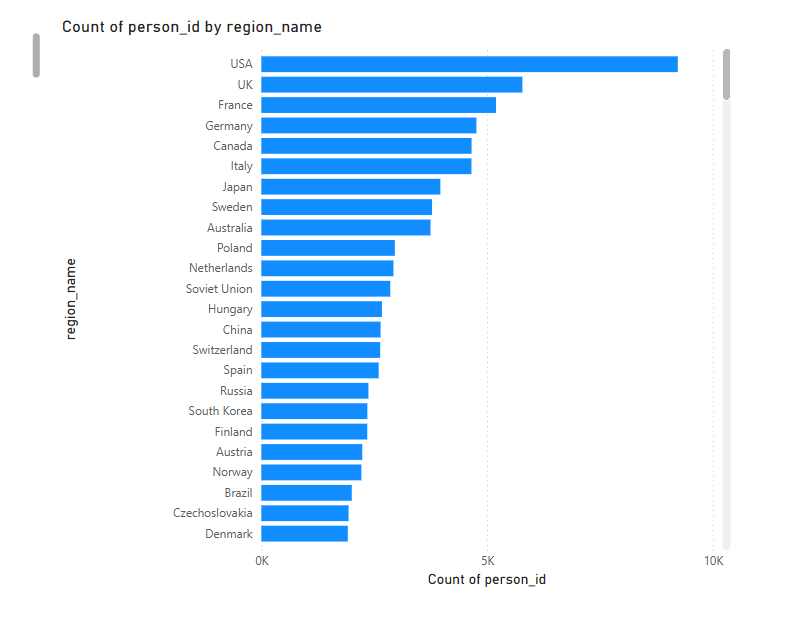 Count of person_id by region_name
region_name
USA
UK
France
Germany
Canada
Italy
Japan
Sweden
Australia
Poland
Netherlands
Soviet Union
Hungary
China
Switzerland
Spain
Russia
South Korea
Finland
Austria
Norway
Brazil
Czechoslovakia
Denmark
0K 5K 10K
Count of person_id